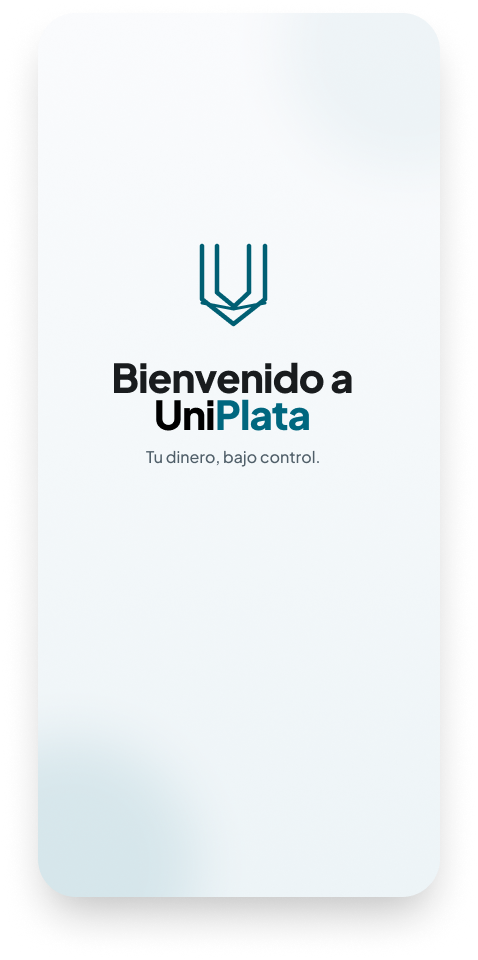 Bienvenido a
UniPlata
Tu dinero, bajo control.